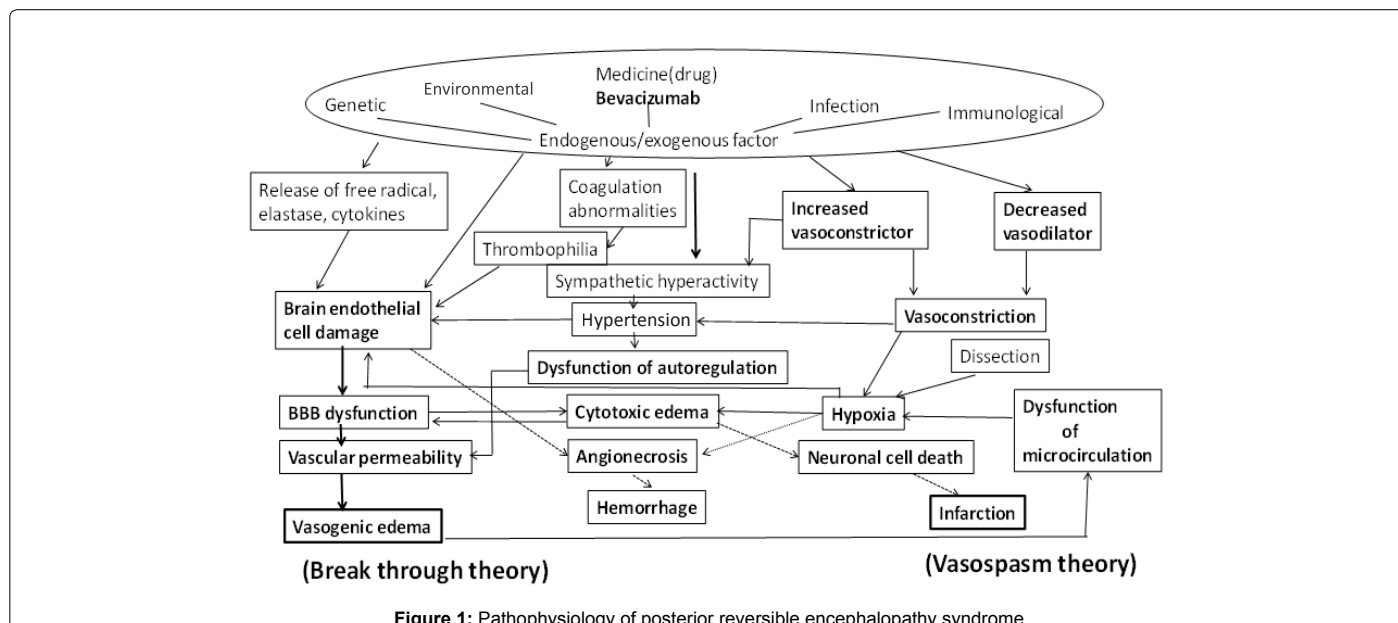 Medicine(drug)
Bevacizumab
Environmental
Genetic
Infection
Immunological
Endogenous/exogenous factor
Release of free radical,
elastase, cytokines
Coagulation
abnormalities
Increased
vasoconstrictor
Decreased
vasodilator
Thrombophilia
Sympathetic hyperactivity
Brain endothelial
cell damage
Hypertension
Vasoconstriction
Dysfunction of autoregulation
Dissection
BBB dysfunction
Cytotoxic edema
Hypoxia
Dysfunction
of
microcirculation
Vascular permeability
Angionecrosis
Neuronal cell death
Hemorrhage
Infarction
Vasogenic edema
(Break through theory)
(Vasospasm theory)
Figure 1: Pathophysiology of posterior reversible encephalopathy syndrome